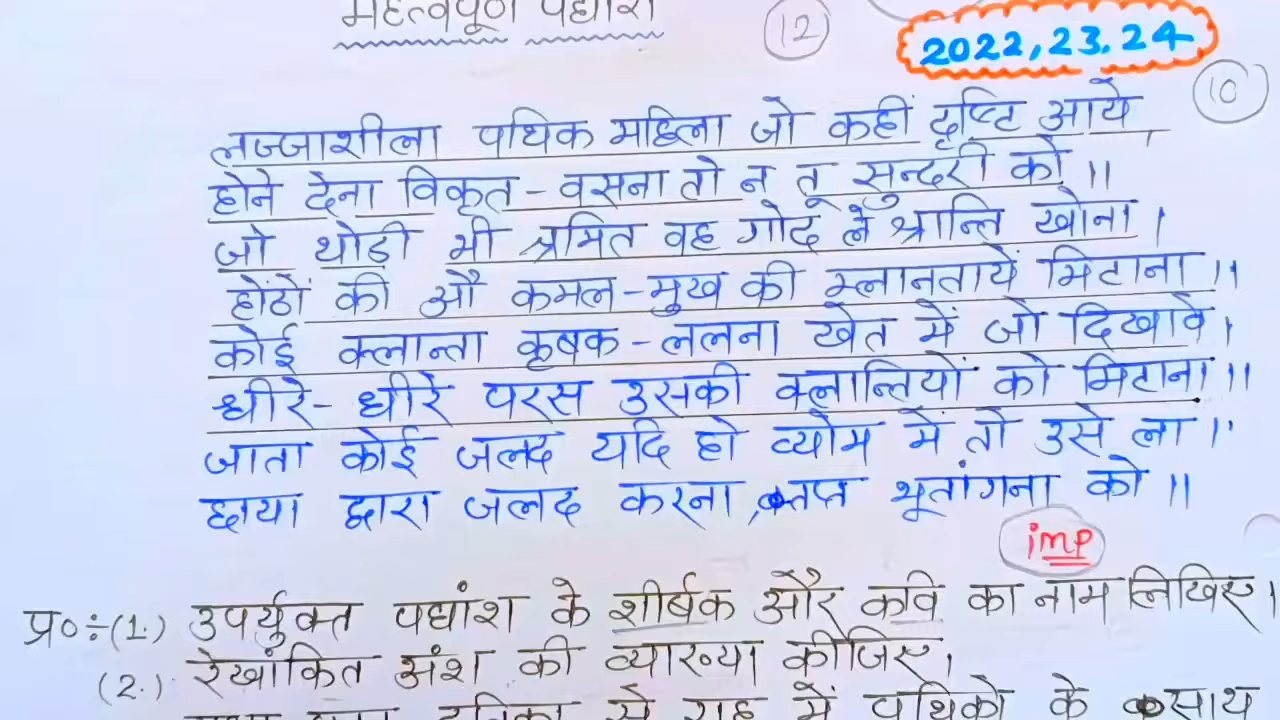 महत्वपूर्ण पद्यांश
12
2022,23.24
10
लज्जाशीला पथिक महिला जो कहीं दृष्टि आये
होने देना विकृत-वसना तो न तू सुन्दरी को॥
जो थोड़ी भी श्रमित वह गोद ले श्रान्ति खोना।
होंठों की औ कमल-मुख की म्लानतायें मिटाना॥
कोई क्लान्ता कृषक-ललना खेत में जो दिखावे।
धीरे-धीरे परस उसकी क्लान्तियों को मिटाना॥
जाता कोई जलद यदि हो व्योम में तो उसे ला।
छाया द्वारा जलद करना, तप्त भूतांगना को॥
imp
प्र०÷(1.) उपर्युक्त पद्यांश के शीर्षक और कवि का नाम लिखिए।
(2.) रेखांकित अंश की व्याख्या कीजिए।
से राह में पथिको के साथ